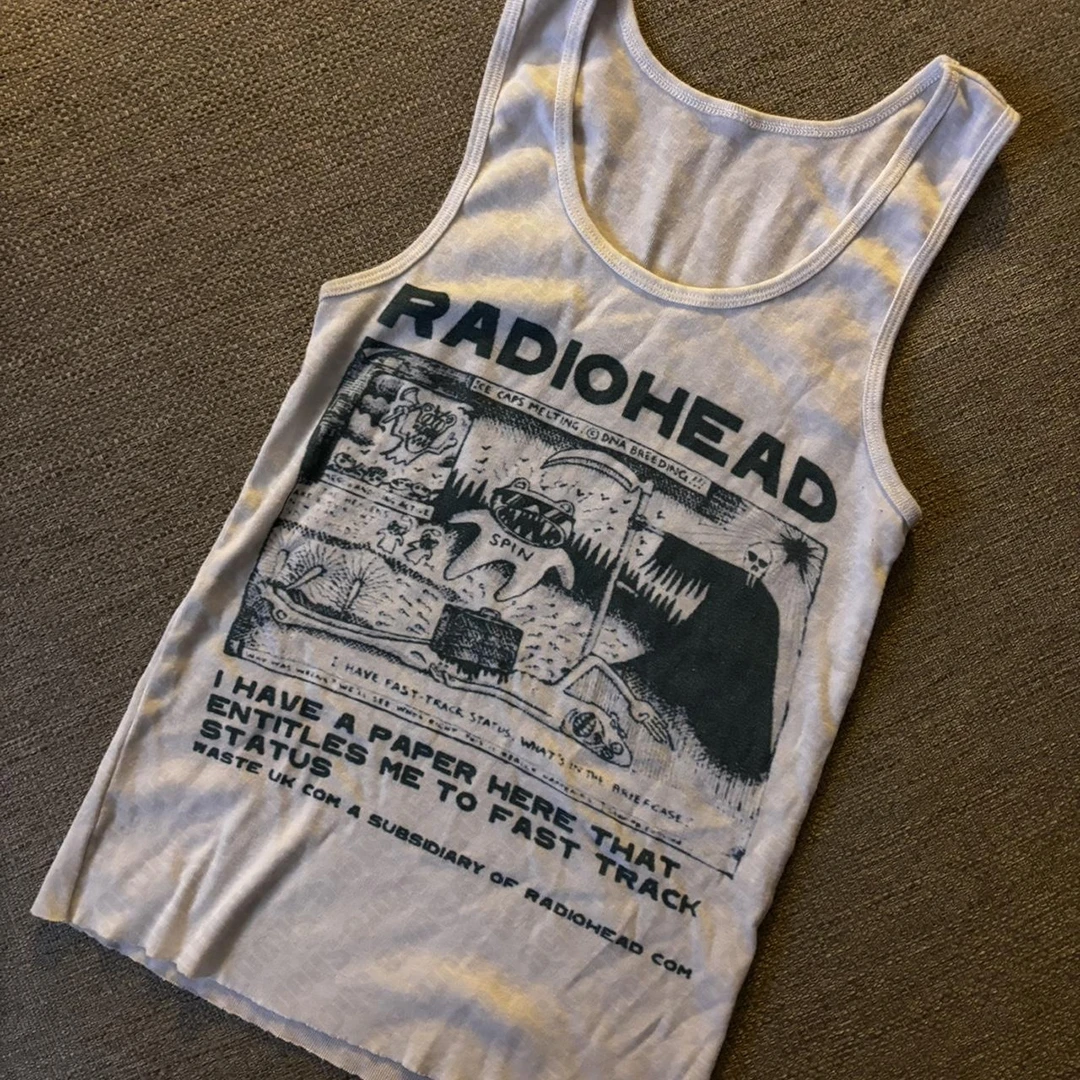 RADIOHEAD
ICE CAPS MELTING. © DNA BREEDING.!!!
SPIN
I HAVE FAST-TRACK STATUS. WHAT'S IN THE BRIEFCASE.
I HAVE A PAPER HERE THAT
ENTITLES ME TO FAST TRACK
STATUS
WASTE UK COM A SUBSIDIARY OF RADIOHEAD COM